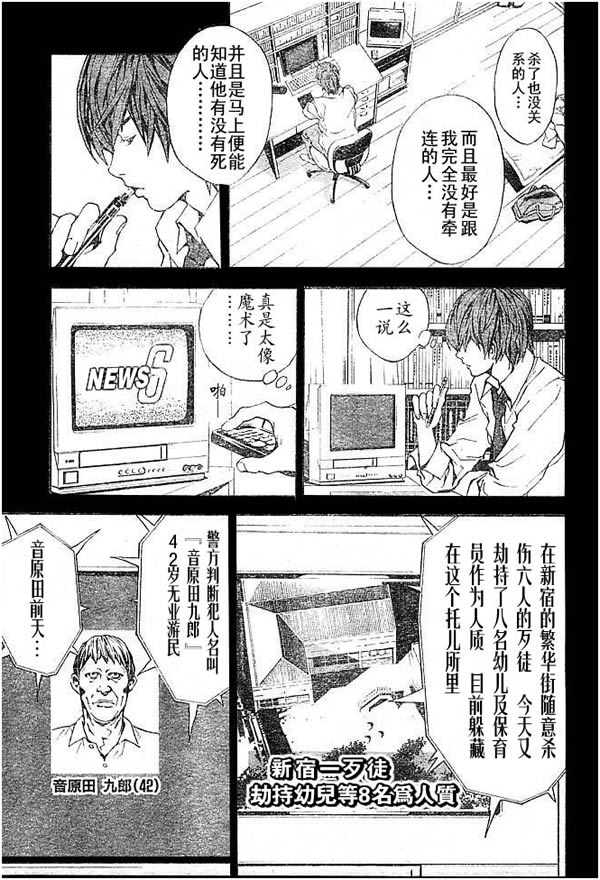 杀了也没关
系的人…
而且最好是跟
我完全没有牵
连的人…
并且是马上便能
知道他有没有死
的人…………
这么
一说
真是太像
魔术了
……
啪
NEWS6
在新宿的繁华街随意杀
伤六人的歹徒 今天又
劫持了八名幼儿及保育
员作为人质 目前躲藏
在这个托儿所里
新宿一歹徒
劫持幼兒等8名爲人質
警方判断犯人名叫
『音原田九郎』
42岁无业游民
音原田前天…
音原田 九郎(42)